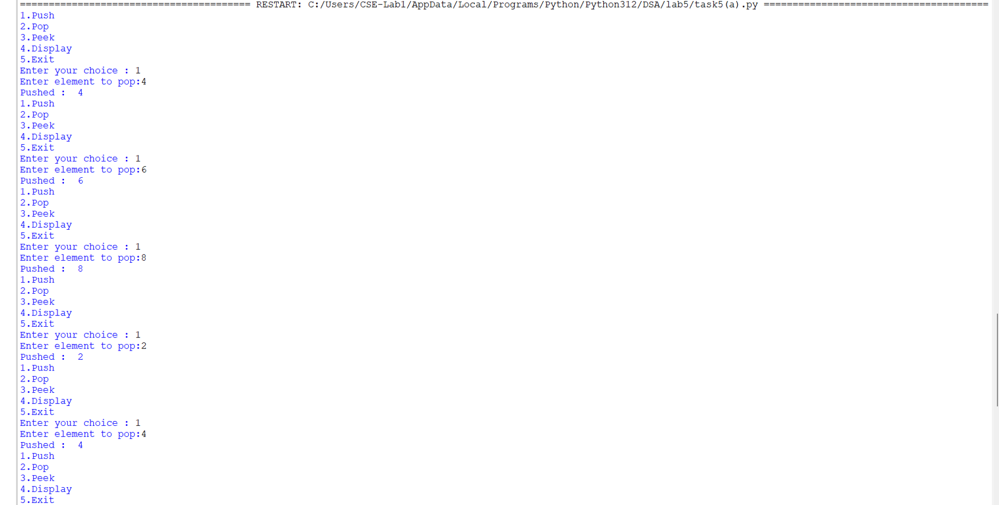 ======================================== RESTART: C:/Users/CSE-Lab1/AppData/Local/Programs/Python/Python312/DSA/lab5/task5(a).py =======================================
1.Push
2.Pop
3.Peek
4.Display
5.Exit
Enter your choice : 1
Enter element to pop:4
Pushed :  4
1.Push
2.Pop
3.Peek
4.Display
5.Exit
Enter your choice : 1
Enter element to pop:6
Pushed :  6
1.Push
2.Pop
3.Peek
4.Display
5.Exit
Enter your choice : 1
Enter element to pop:8
Pushed :  8
1.Push
2.Pop
3.Peek
4.Display
5.Exit
Enter your choice : 1
Enter element to pop:2
Pushed :  2
1.Push
2.Pop
3.Peek
4.Display
5.Exit
Enter your choice : 1
Enter element to pop:4
Pushed :  4
1.Push
2.Pop
3.Peek
4.Display
5.Exit